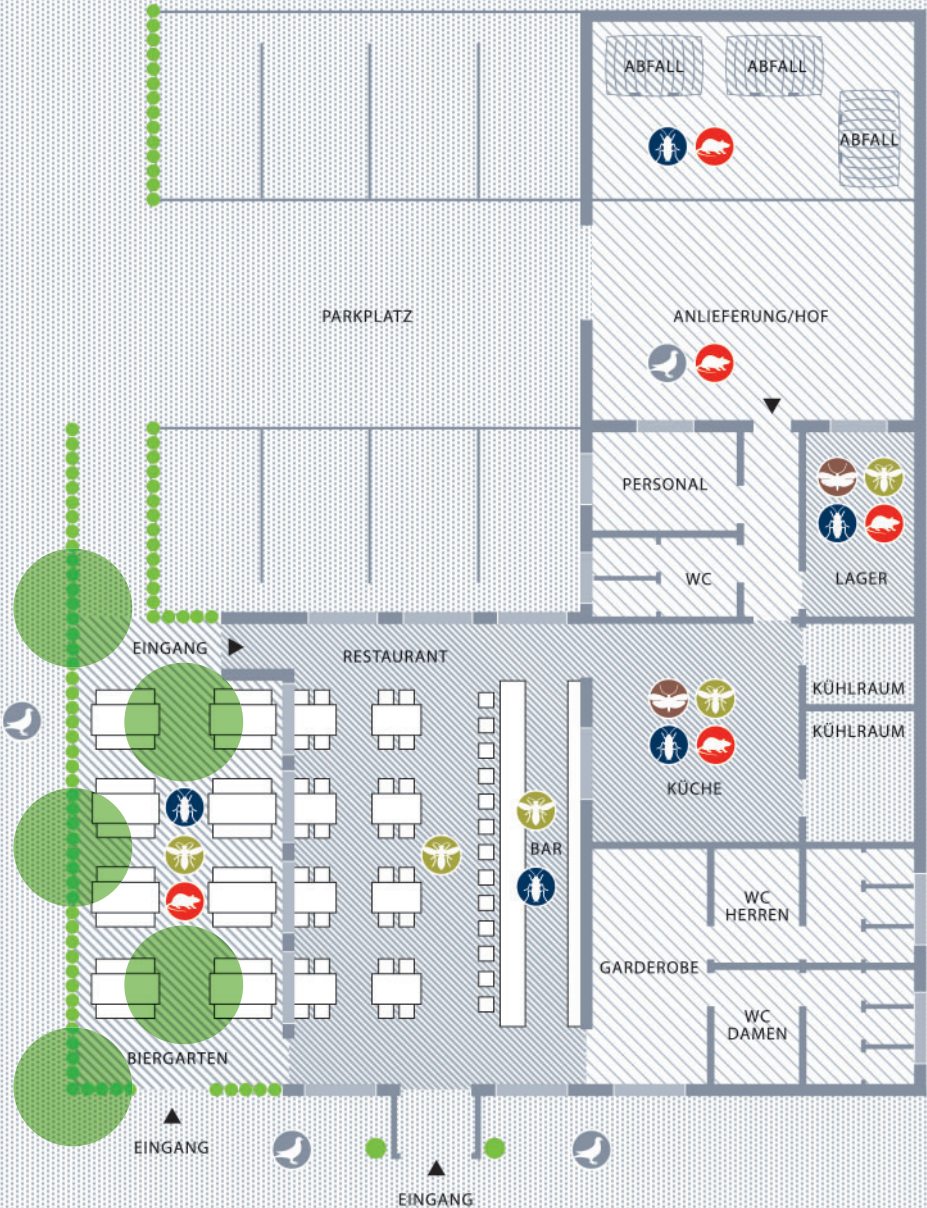 ABFALL
ABFALL
ABFALL
PARKPLATZ
ANLIEFERUNG/HOF
PERSONAL
WC
LAGER
EINGANG
RESTAURANT
KÜHLRAUM
KÜHLRAUM
KÜCHE
BAR
WC
HERREN
GARDEROBE
WC
DAMEN
BIERGARTEN
EINGANG
EINGANG